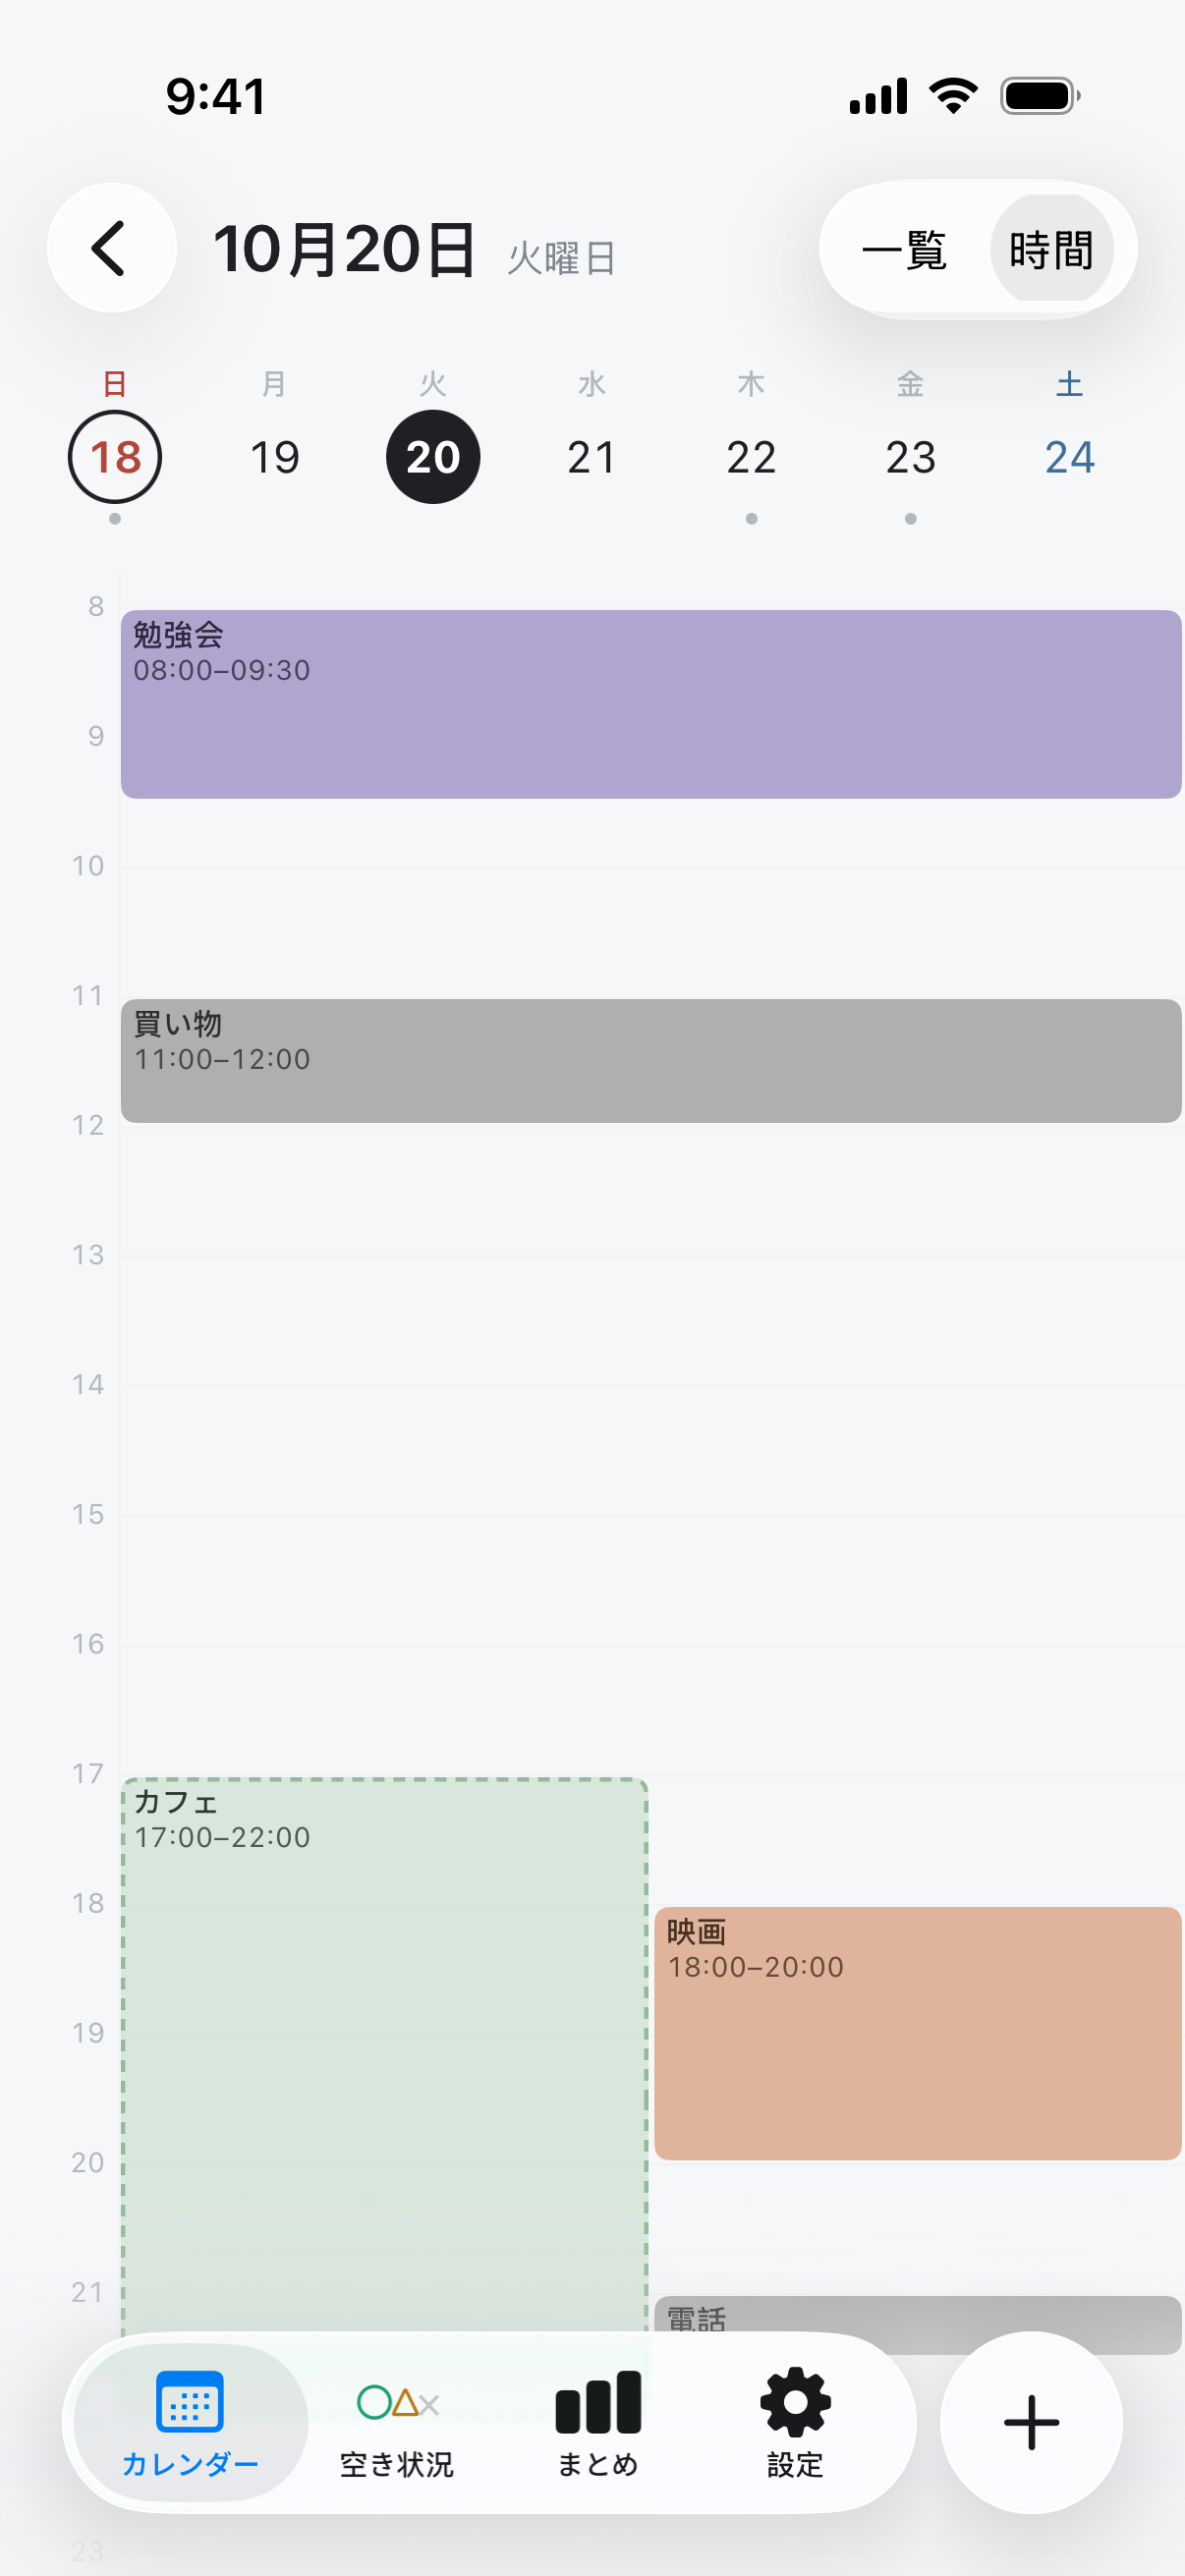 9:41
10月20日 火曜日
一覧 時間
日 月 火 水 木 金 土
18 19 20 21 22 23 24
8
勉強会
08:00–09:30
9
10
11
買い物
11:00–12:00
12
13
14
15
16
17
カフェ
17:00–22:00
18
映画
18:00–20:00
19
20
21
電話
カレンダー 空き状況 まとめ 設定
23